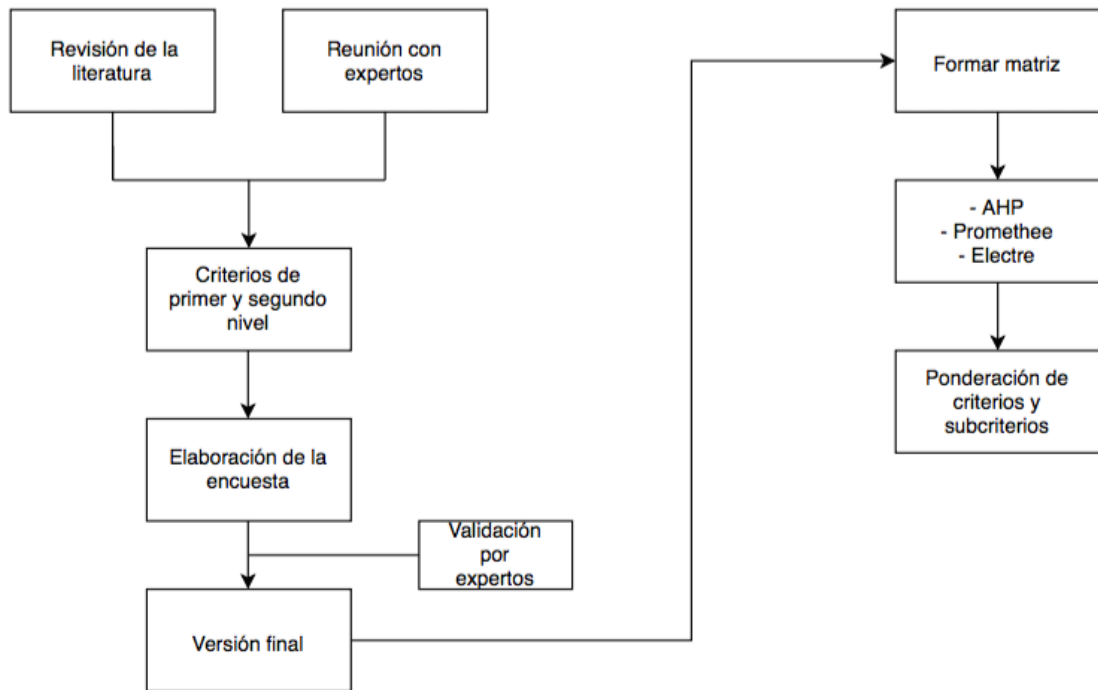 Revisión de la
literatura
Reunión con
expertos
Criterios de
primer y segundo
nivel
Elaboración de la
encuesta
Validación
por
expertos
Versión final
Formar matriz
- AHP
- Promethee
- Electre
Ponderación de
criterios y
subcriterios